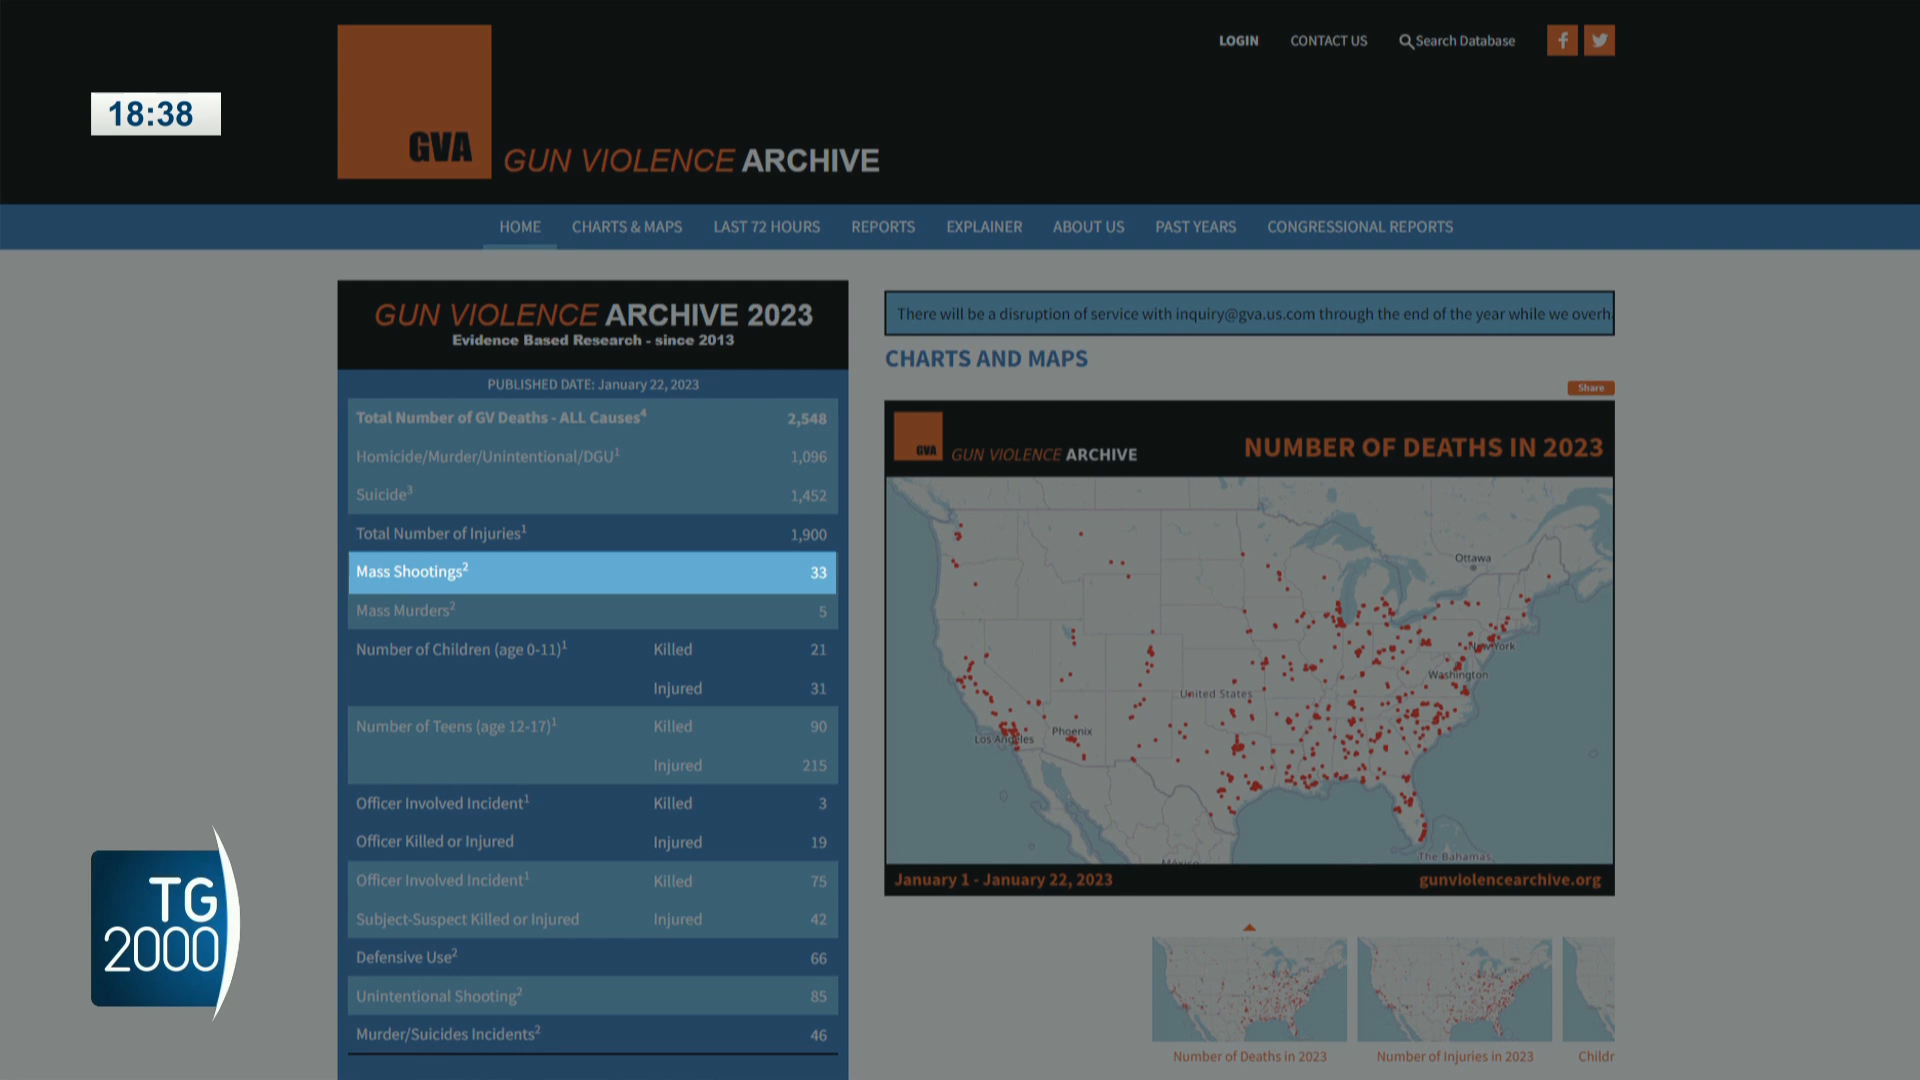 LOGIN CONTACT US Search Database
18:38
GVA
GUN VIOLENCE ARCHIVE
HOME CHARTS & MAPS LAST 72 HOURS REPORTS EXPLAINER ABOUT US PAST YEARS CONGRESSIONAL REPORTS
GUN VIOLENCE ARCHIVE 2023
Evidence Based Research - since 2013
PUBLISHED DATE: January 22, 2023
Total Number of GV Deaths - ALL Causes4 2,548
Homicide/Murder/Unintentional/DGU1 1,096
Suicide3 1,452
Total Number of Injuries1 1,900
Mass Shootings2 33
Mass Murders2 5
Number of Children (age 0-11)1 Killed 21
Injured 31
Number of Teens (age 12-17)1 Killed 90
Injured 215
Officer Involved Incident1 Killed 3
Officer Killed or Injured Injured 19
Officer Involved Incident1 Killed 75
Subject-Suspect Killed or Injured Injured 42
Defensive Use2 66
Unintentional Shooting2 85
Murder/Suicides Incidents2 46
There will be a disruption of service with inquiry@gva.us.com through the end of the year while we overh
CHARTS AND MAPS
Share
GVA GUN VIOLENCE ARCHIVE
NUMBER OF DEATHS IN 2023
Ottawa
New York
Washington
United States
Los Angeles
Phoenix
The Bahamas
México
January 1 - January 22, 2023
gunviolencearchive.org
Number of Deaths in 2023 Number of Injuries in 2023 Childr
TG
2000